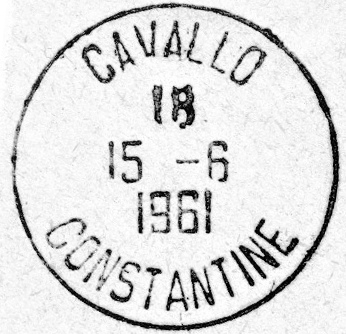 CAVALLO
18
15 -6
1961
CONSTANTINE